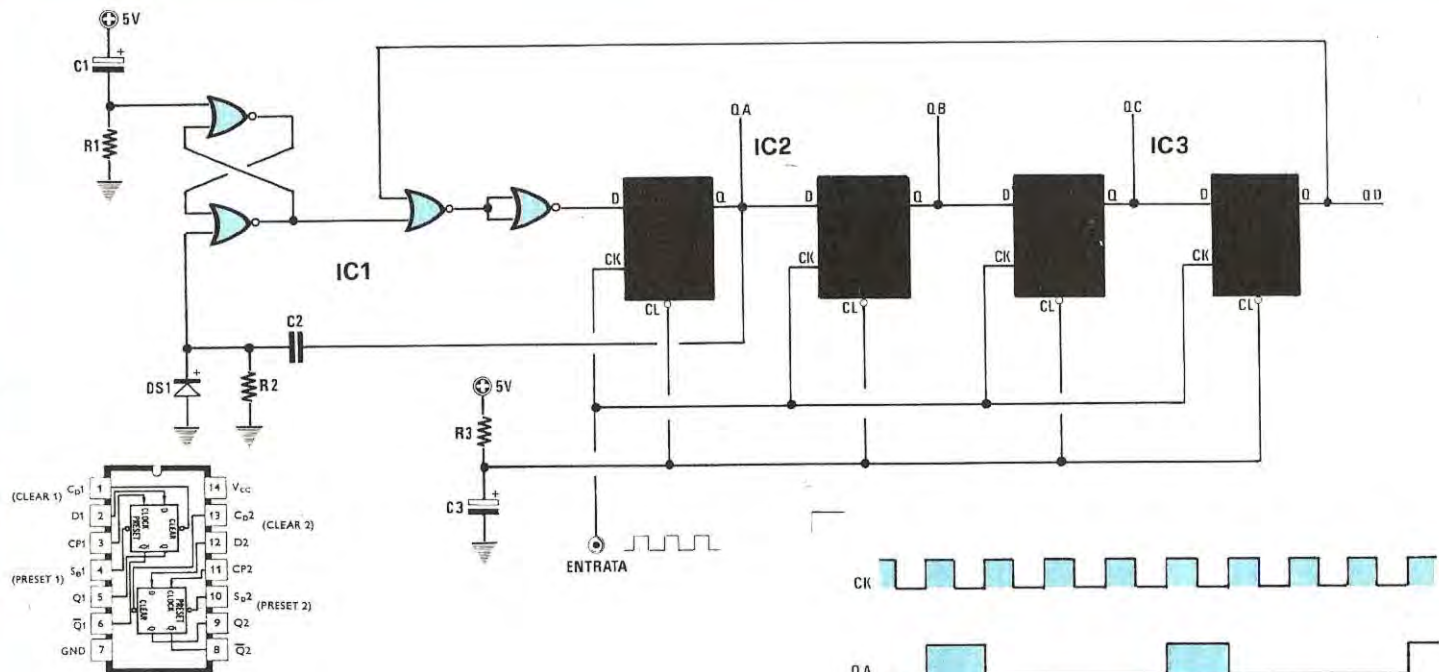 5V
C1
R1
IC1
DS1
R2
C2
D
Q
CK
CL
QA
IC2
D
Q
CK
CL
QB
D
Q
CK
CL
QC
IC3
D
Q
CK
CL
QD
5V
R3
C3
ENTRATA
(CLEAR 1) CD1 1
D1 2
CP1 3
(PRESET 1) SD1 4
Q1 5
Q̅1 6
GND 7
14 VCC
13 CD2 (CLEAR 2)
12 D2
11 CP2
10 SD2 (PRESET 2)
9 Q2
8 Q̅2
D
CLOCK
PRESET
CLEAR
Q
Q̅
D
CLOCK
PRESET
CLEAR
Q
Q̅
CK
QA